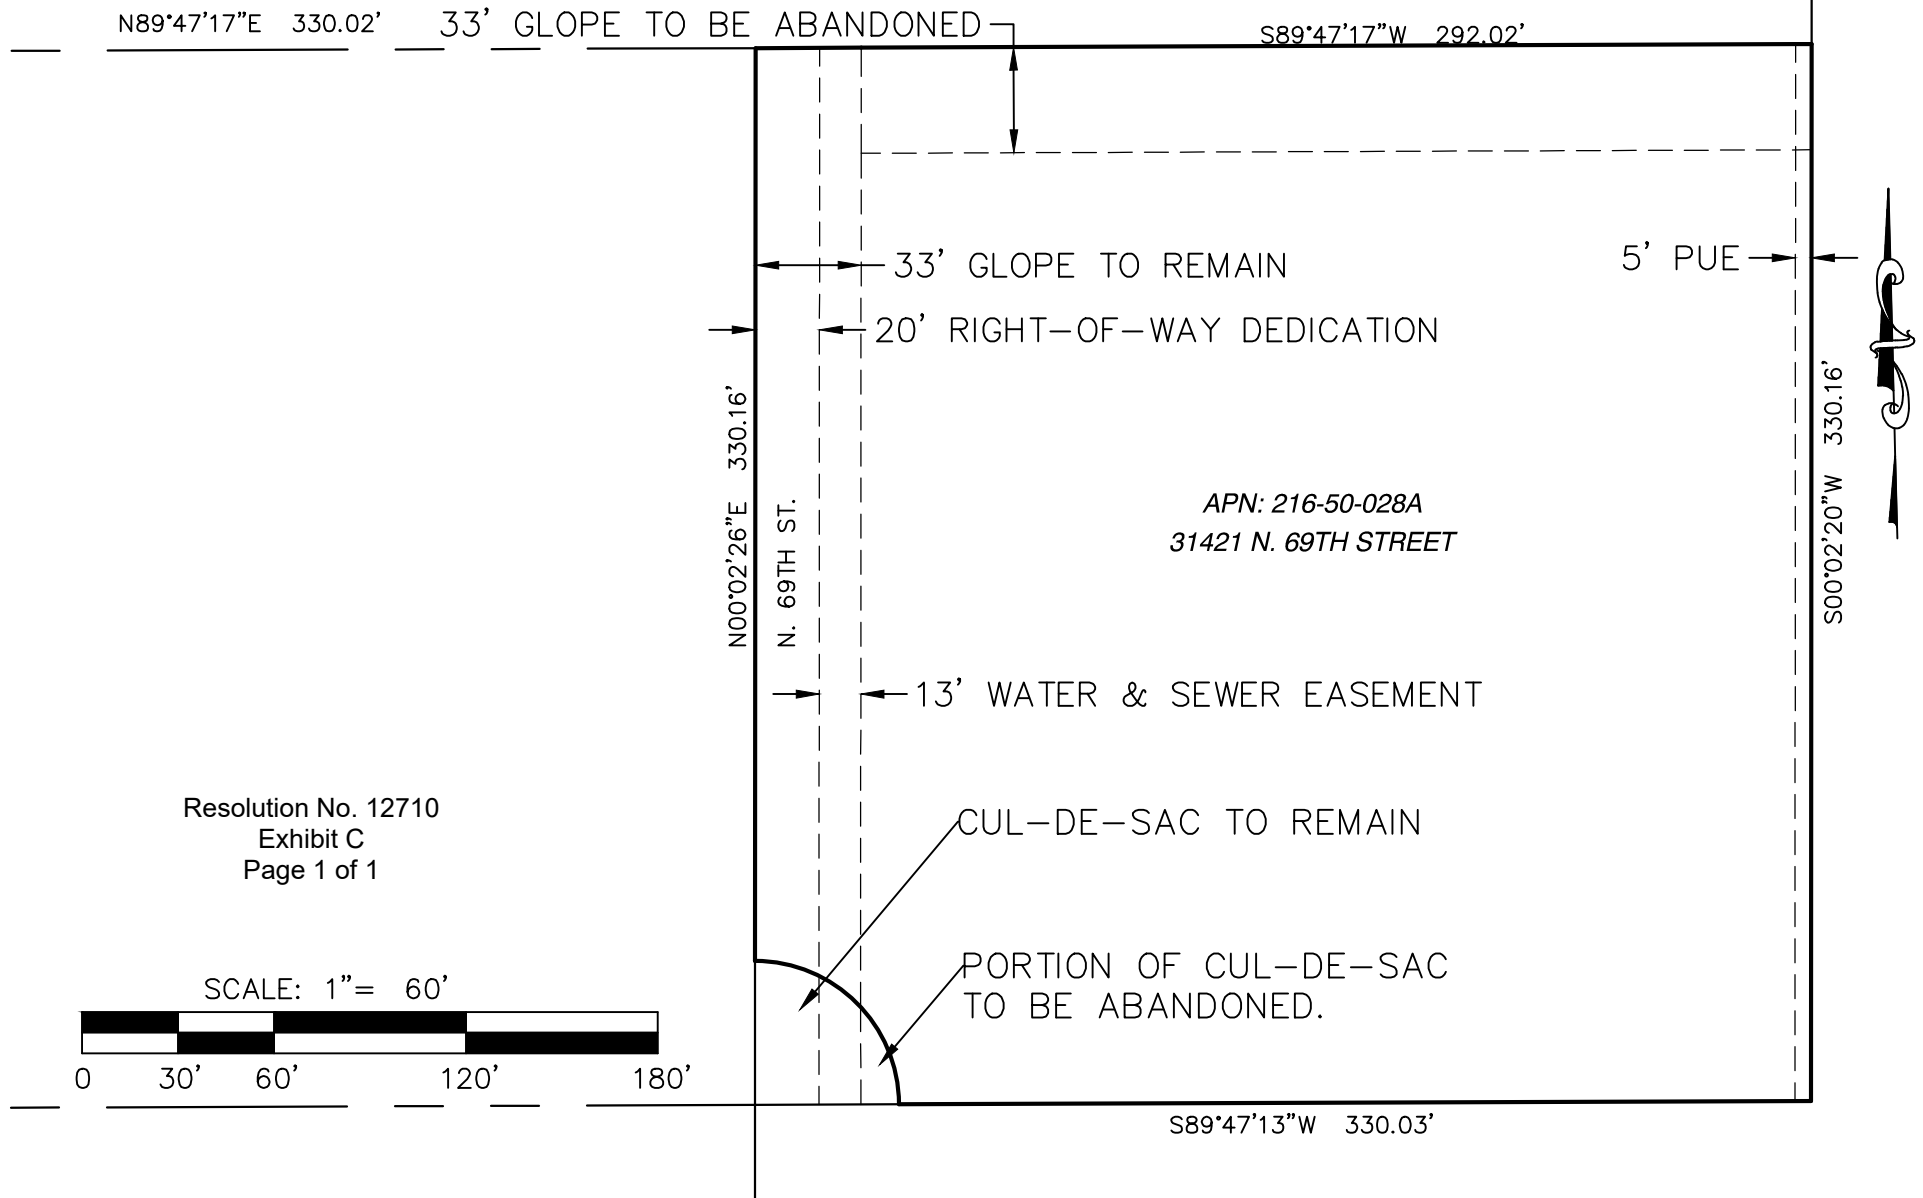 N89°47'17"E 330.02'
33' GLOPE TO BE ABANDONED
S89°47'17"W 292.02'
33' GLOPE TO REMAIN
5' PUE
20' RIGHT-OF-WAY DEDICATION
N00°02'26"E 330.16'
N. 69TH ST.
APN: 216-50-028A
31421 N. 69TH STREET
S00°02'20"W 330.16'
13' WATER & SEWER EASEMENT
Resolution No. 12710
Exhibit C
Page 1 of 1
CUL-DE-SAC TO REMAIN
PORTION OF CUL-DE-SAC
TO BE ABANDONED.
SCALE: 1"= 60'
0 30' 60' 120' 180'
S89°47'13"W 330.03'